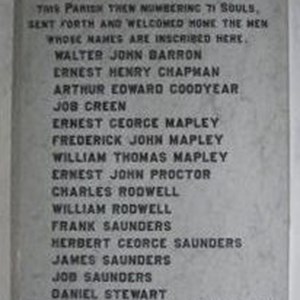 THIS PARISH THEN NUMBERING 71 SOULS,
SENT FORTH AND WELCOMED HOME THE MEN
WHOSE NAMES ARE INSCRIBED HERE.
WALTER JOHN BARRON
ERNEST HENRY CHAPMAN
ARTHUR EDWARD GOODYEAR
JOB GREEN
ERNEST GEORGE MAPLEY
FREDERICK JOHN MAPLEY
WILLIAM THOMAS MAPLEY
ERNEST JOHN PROCTOR
CHARLES RODWELL
WILLIAM RODWELL
FRANK SAUNDERS
HERBERT GEORGE SAUNDERS
JAMES SAUNDERS
JOB SAUNDERS
DANIEL STEWART